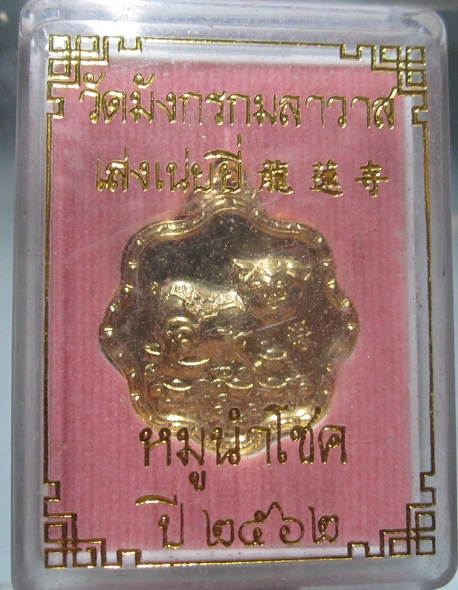 วัดมังกรกมลาวาส
เล่งเน่ยยี่ 龍蓮寺
หมูนำโชค
ปี ๒๕๖๒